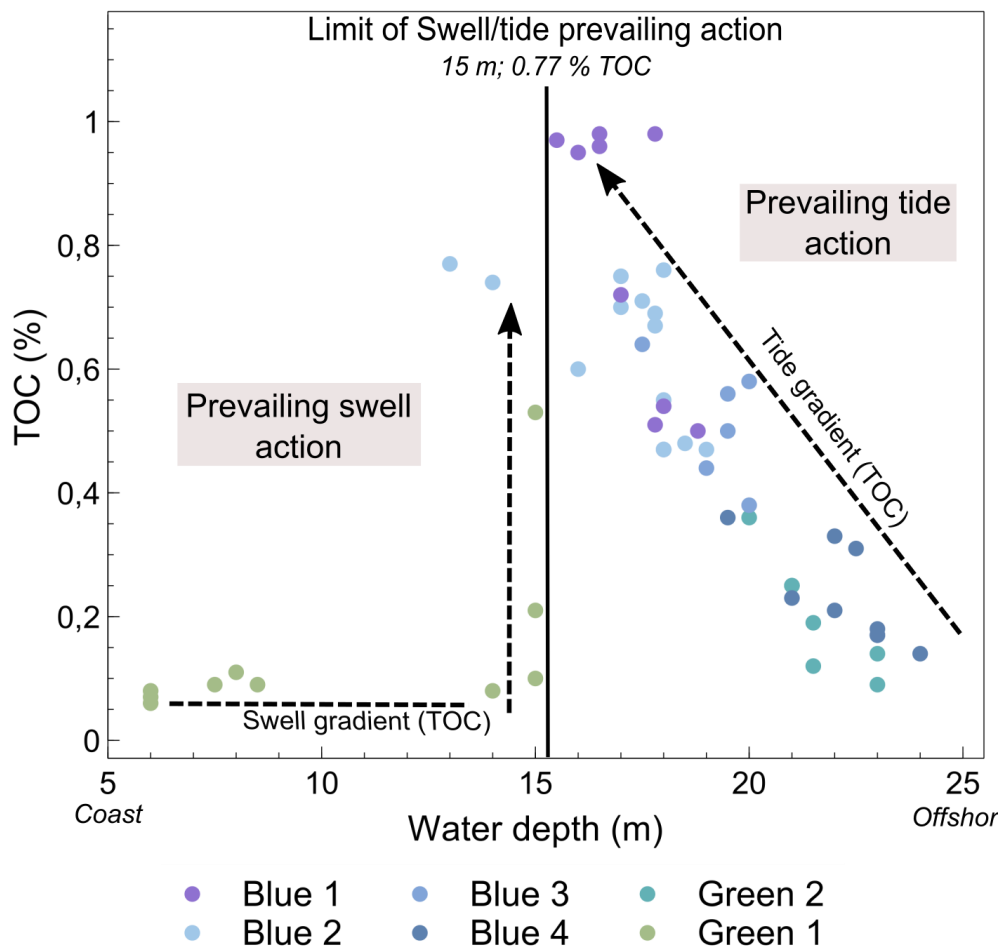 Limit of Swell/tide prevailing action
15 m; 0.77 % TOC
1
0,8
0,6
0,4
0,2
0
TOC (%)
Prevailing tide
action
Prevailing swell
action
Tide gradient (TOC)
Swell gradient (TOC)
5
10
15
20
25
Coast
Offshor
Water depth (m)
Blue 1
Blue 3
Green 2
Blue 2
Blue 4
Green 1